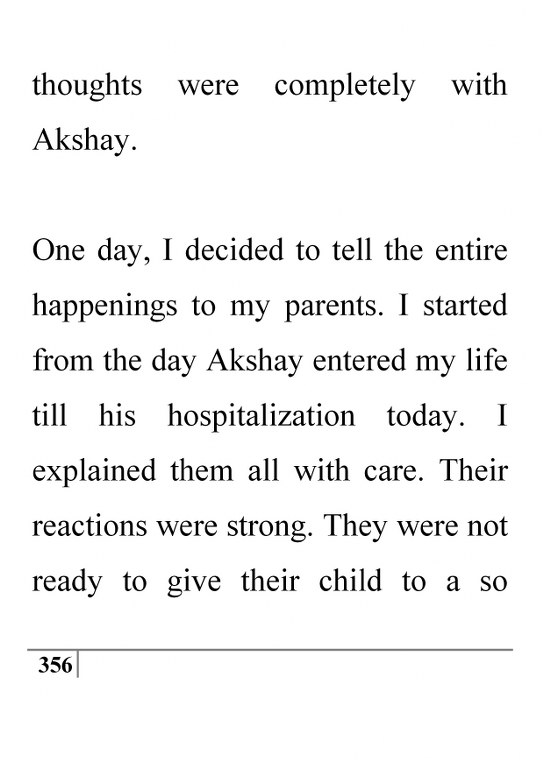 thoughts were completely with
Akshay.
One day, I decided to tell the entire
happenings to my parents. I started
from the day Akshay entered my life
till his hospitalization today. I
explained them all with care. Their
reactions were strong. They were not
ready to give their child to a so
356